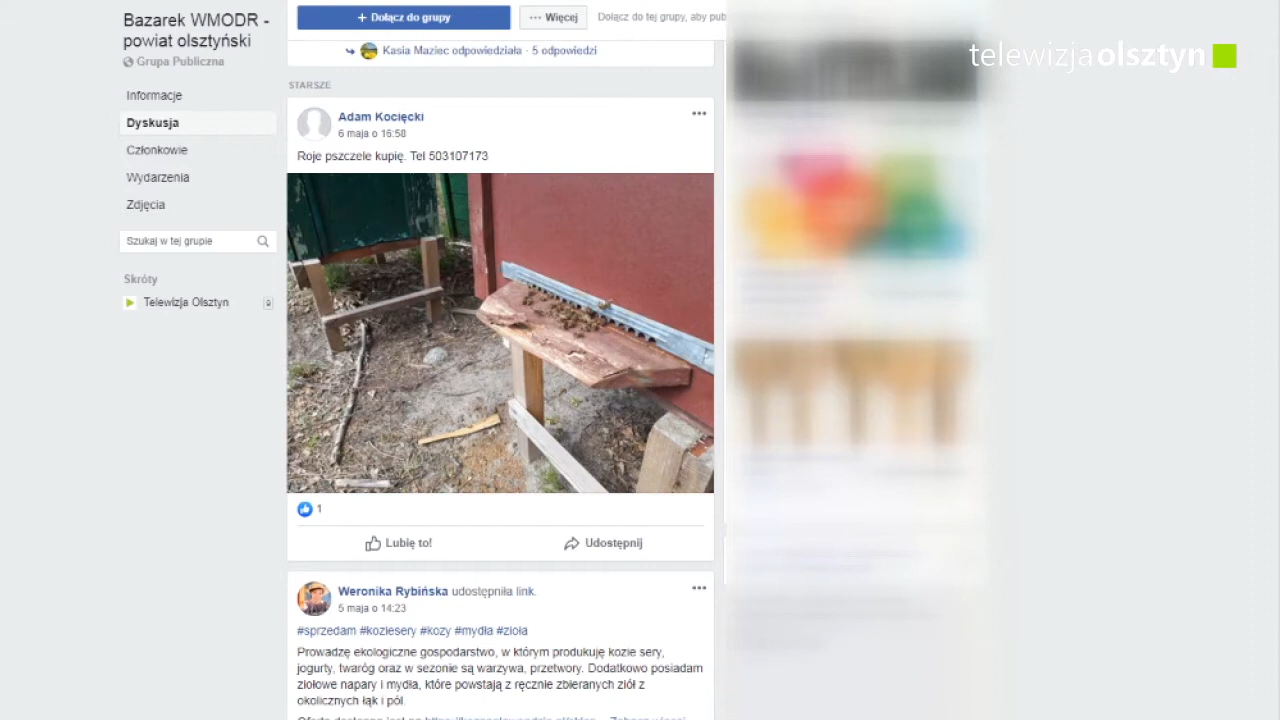 Bazarek WMODR -
powiat olsztyński
Grupa Publiczna
Informacje
Dyskusja
Członkowie
Wydarzenia
Zdjęcia
Szukaj w tej grupie
Skróty
Telewizja Olsztyn
9
+ Dołącz do grupy
••• Więcej
Dołącz do tej grupy, aby
Kasia Maziec odpowiedziała · 5 odpowiedzi
STARSZE
Adam Kocięcki
6 maja o 16:58
Roje pszczele kupię. Tel 503107173
1
Lubię to!
Udostępnij
Weronika Rybińska udostępniła link.
5 maja o 14:23
#sprzedam #koziesery #kozy #mydła #zioła
Prowadzę ekologiczne gospodarstwo, w którym produkuję kozie sery,
jogurty, twaróg oraz w sezonie są warzywa, przetwory. Dodatkowo posiadam
ziołowe napary i mydła, które powstają z ręcznie zbieranych ziół z
okolicznych łąk i pól.
telewizjaolsztyn